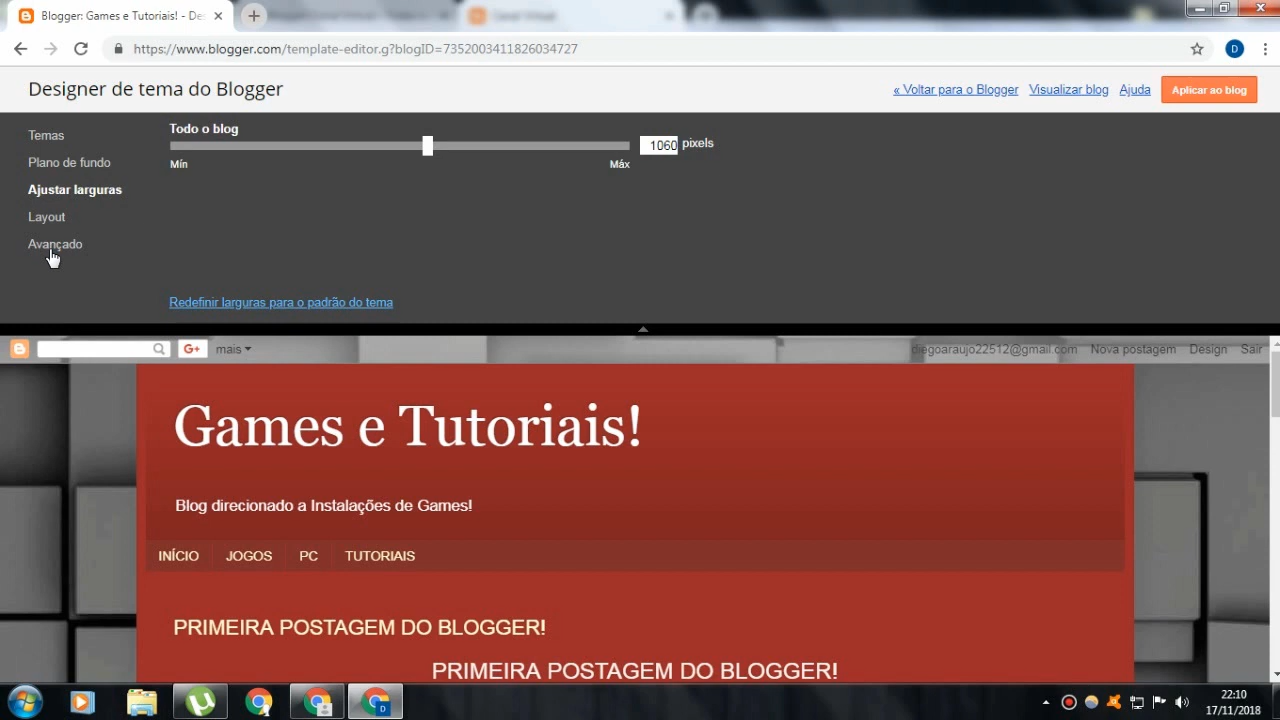 Blogger: Games e Tutoriais! - De
https://www.blogger.com/template-editor.g?blogID=7352003411826034727
D
Designer de tema do Blogger
« Voltar para o Blogger
Visualizar blog
Ajuda
Aplicar ao blog
Temas
Plano de fundo
Ajustar larguras
Layout
Avançado
Todo o blog
1060 pixels
Mín
Máx
Redefinir larguras para o padrão do tema
G+
mais
diegoaraujo22512@gmail.com
Nova postagem
Design
Sair
Games e Tutoriais!
Blog direcionado a Instalações de Games!
INÍCIO
JOGOS
PC
TUTORIAIS
PRIMEIRA POSTAGEM DO BLOGGER!
PRIMEIRA POSTAGEM DO BLOGGER!
D
22:10
17/11/2018